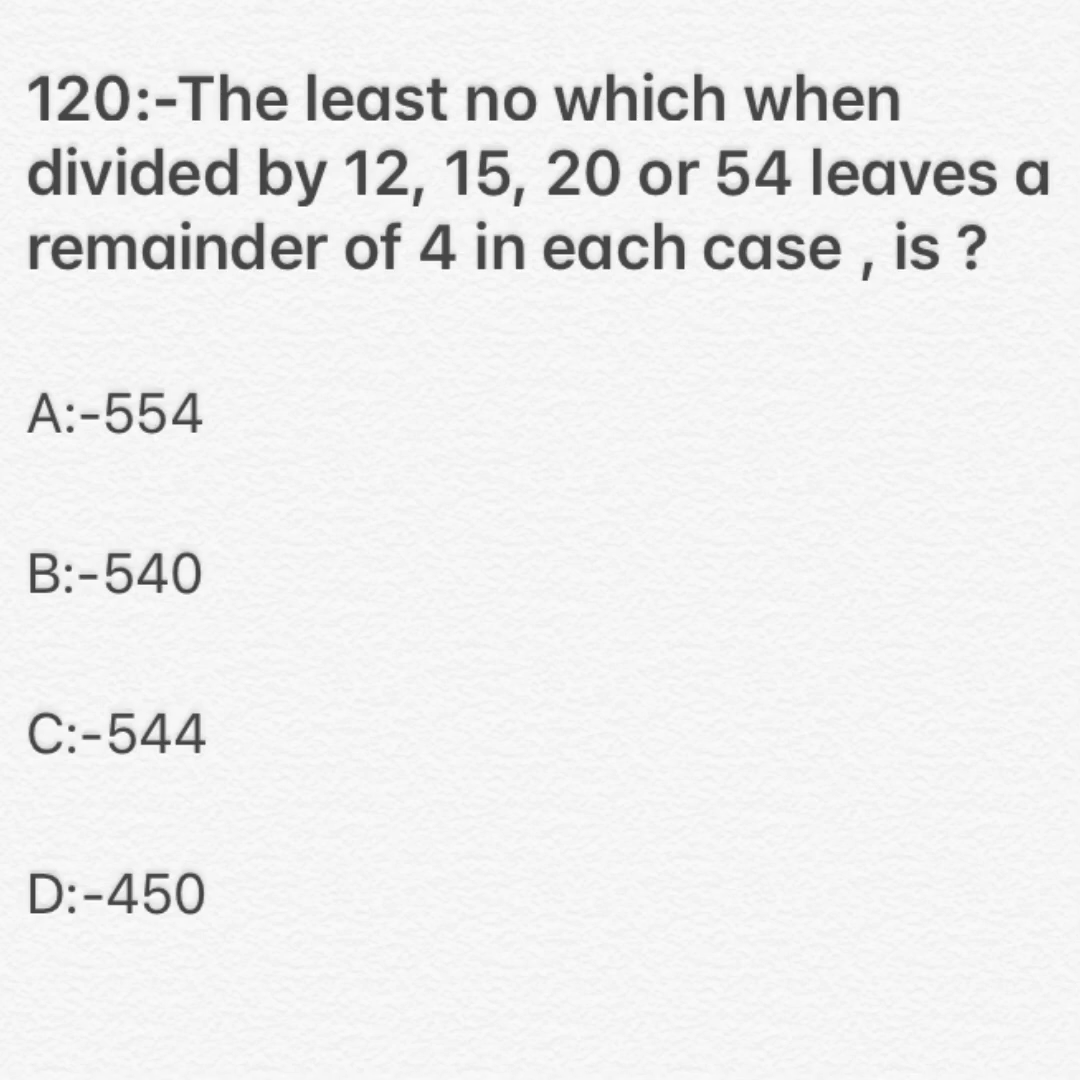 120:-The least no which when
divided by 12, 15, 20 or 54 leaves a
remainder of 4 in each case , is ?
A:-554
B:-540
C:-544
D:-450